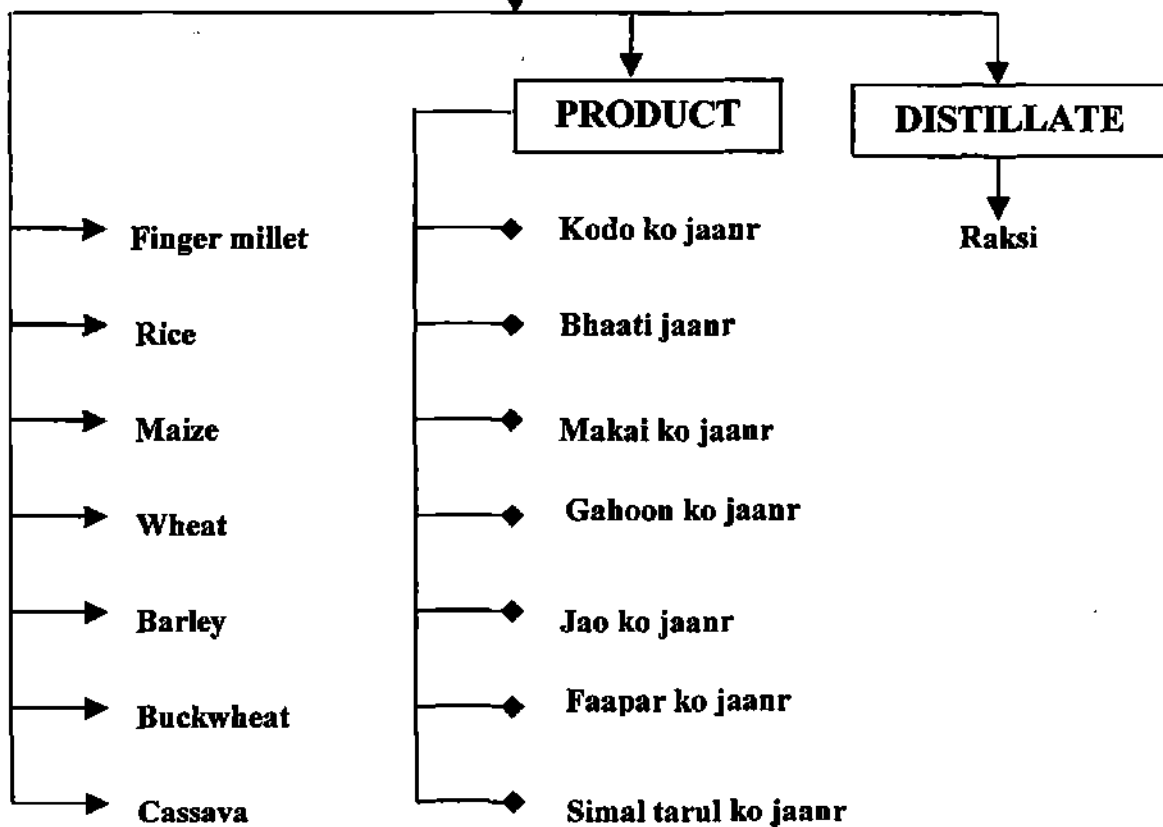 PRODUCT
DISTILLATE
Finger millet
Kodo ko jaanr
Raksi
Rice
Bhaati jaanr
Maize
Makai ko jaanr
Wheat
Gahoon ko jaanr
Barley
Jao ko jaanr
Buckwheat
Faapar ko jaanr
Cassava
Simal tarul ko jaanr